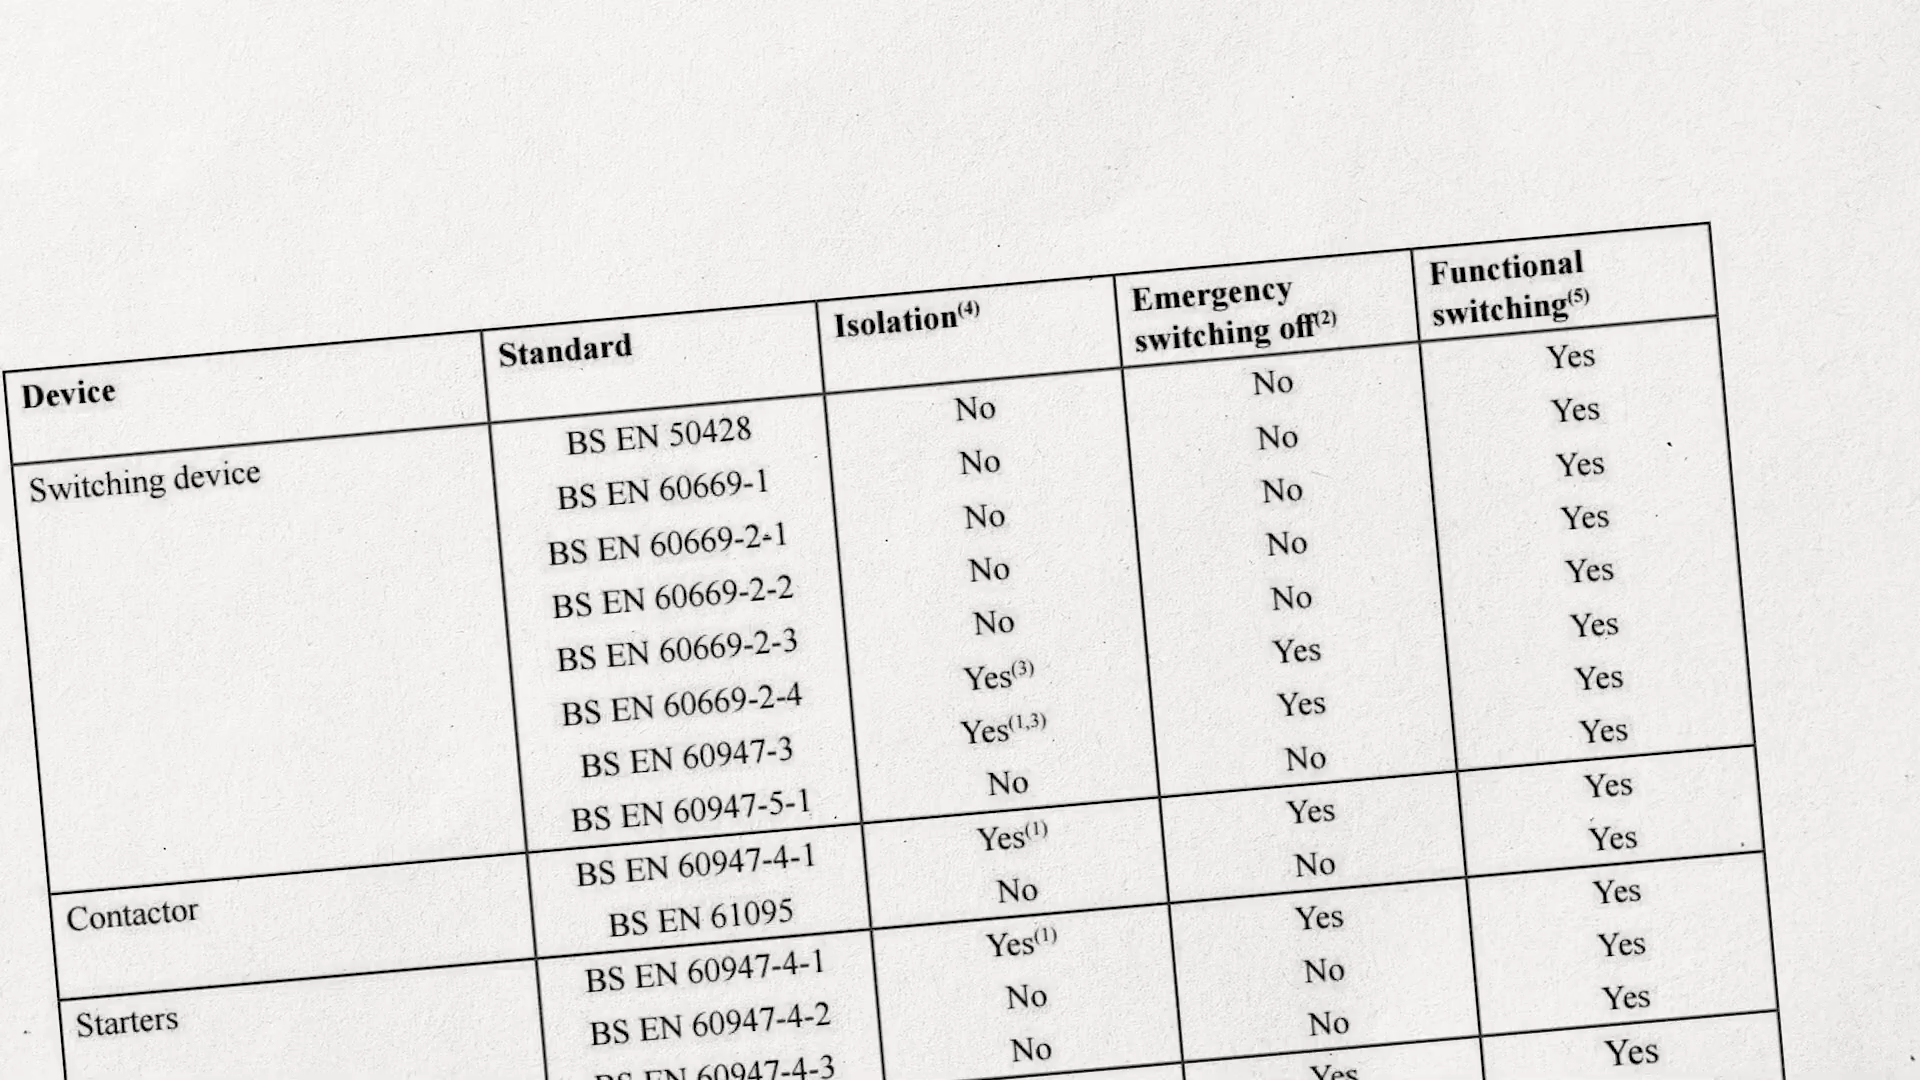 Device Standard Isolation(4) Emergency switching off(2) Functional switching(5)
Switching device BS EN 50428 No No Yes
BS EN 60669-1 No No Yes
BS EN 60669-2-1 No No Yes
BS EN 60669-2-2 No No Yes
BS EN 60669-2-3 No No Yes
BS EN 60669-2-4 Yes(3) Yes Yes
BS EN 60947-3 Yes(1,3) Yes Yes
BS EN 60947-5-1 No No Yes
Contactor BS EN 60947-4-1 Yes(1) Yes Yes
BS EN 61095 No No Yes
Starters BS EN 60947-4-1 Yes(1) Yes Yes
BS EN 60947-4-2 No No Yes
BS EN 60947-4-3 No No Yes
Yes Yes